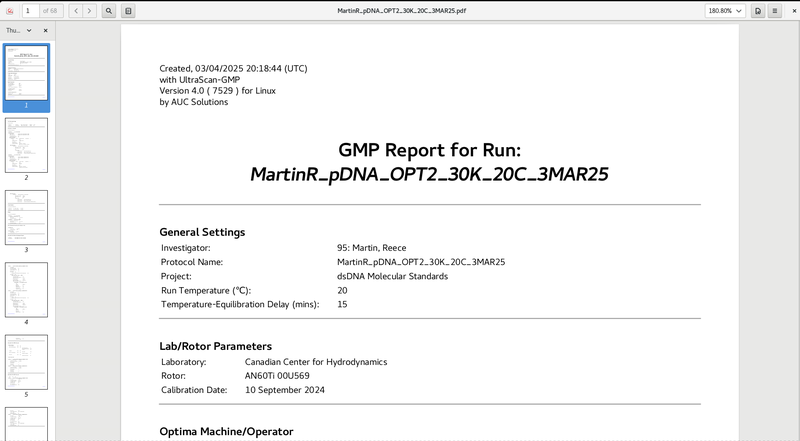 1 of 68
MartinR_pDNA_OPT2_30K_20C_3MAR25.pdf
180.80%
Thu...
1
2
3
4
5
Created, 03/04/2025 20:18:44 (UTC)
with UltraScan-GMP
Version 4.0 ( 7529 ) for Linux
by AUC Solutions
GMP Report for Run:
MartinR_pDNA_OPT2_30K_20C_3MAR25
General Settings
Investigator: 95: Martin, Reece
Protocol Name: MartinR_pDNA_OPT2_30K_20C_3MAR25
Project: dsDNA Molecular Standards
Run Temperature (℃): 20
Temperature-Equilibration Delay (mins): 15
Lab/Rotor Parameters
Laboratory: Canadian Center for Hydrodynamics
Rotor: AN60Ti 00U569
Calibration Date: 10 September 2024
Optima Machine/Operator